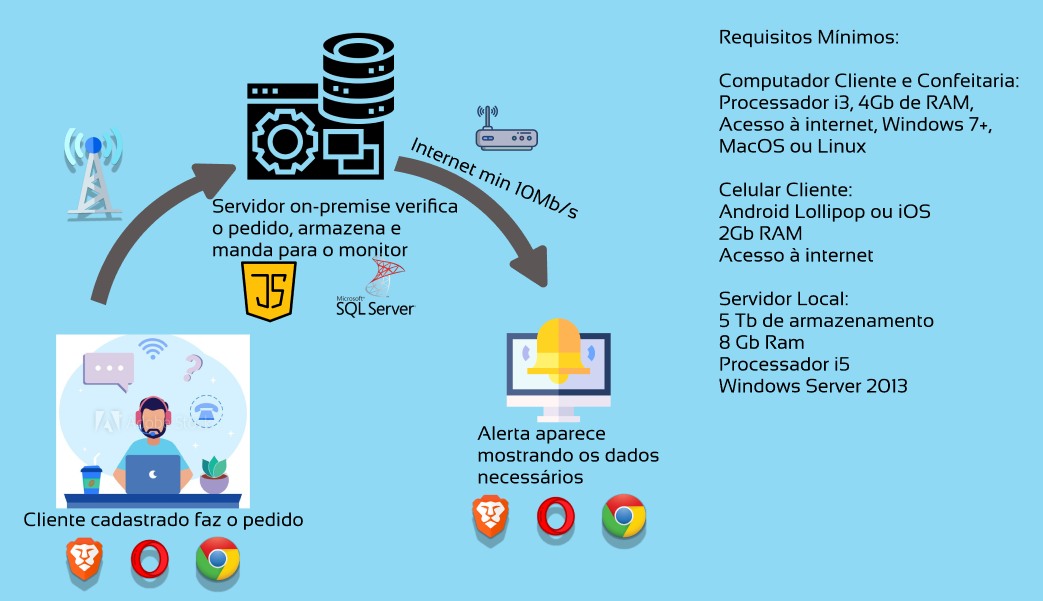 Requisitos Mínimos:
Computador Cliente e Confeitaria:
Processador i3, 4Gb de RAM,
Acesso à internet, Windows 7+,
MacOS ou Linux
Celular Cliente:
Android Lollipop ou iOS
2Gb RAM
Acesso à internet
Servidor Local:
5 Tb de armazenamento
8 Gb Ram
Processador i5
Windows Server 2013
Internet min 10Mb/s
Servidor on-premise verifica
o pedido, armazena e
manda para o monitor
JS
Microsoft
SQL Server
Cliente cadastrado faz o pedido
Alerta aparece
mostrando os dados
necessários